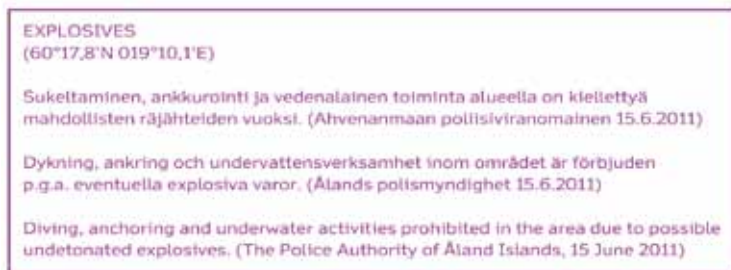 EXPLOSIVES
(60°17,8'N 019°10,1'E)
Sukeltaminen, ankkurointi ja vedenalainen toiminta alueella on kiellettyä
mahdollisten räjähteiden vuoksi. (Ahvenanmaan poliisiviranomainen 15.6.2011)
Dykning, ankring och undervattensverksamhet inom området är förbjuden
p.g.a. eventuella explosiva varor. (Ålands polismyndighet 15.6.2011)
Diving, anchoring and underwater activities prohibited in the area due to possible
undetonated explosives. (The Police Authority of Åland Islands, 15 June 2011)